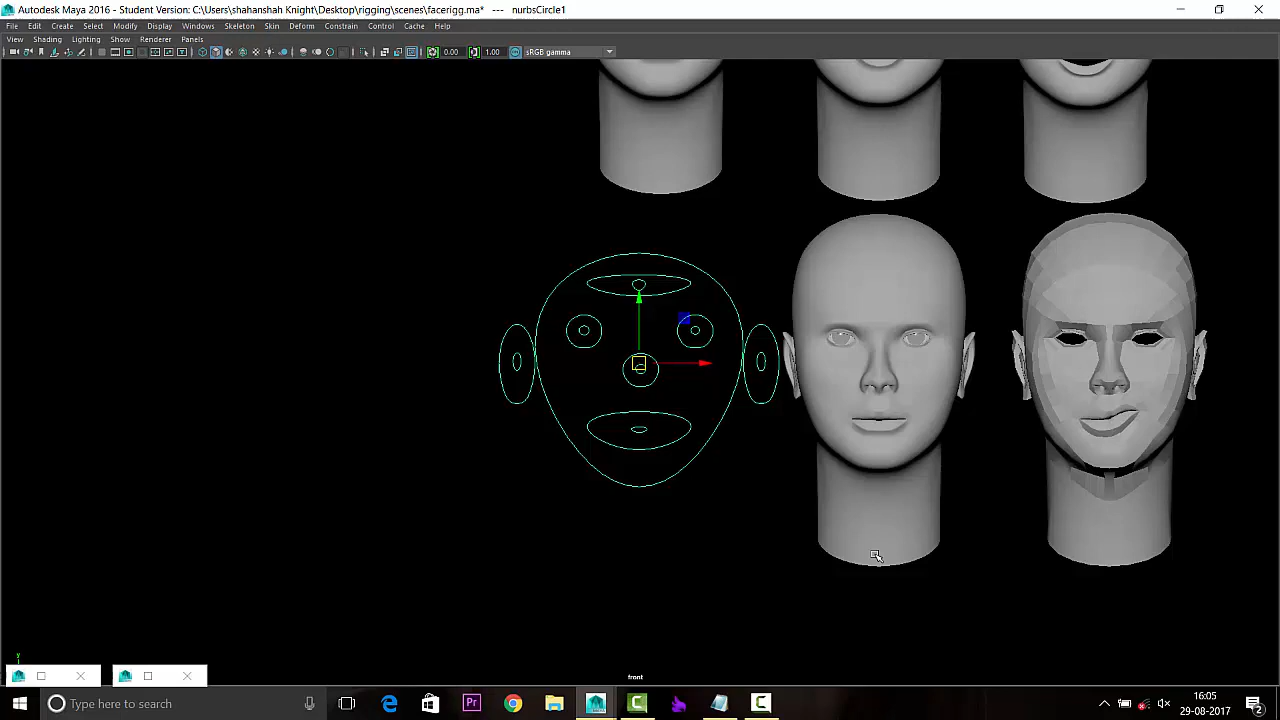 Autodesk Maya 2016 - Student Version: C:\Users\shahanshah Knight\Desktop\rigging\scenes\facerigg.ma* --- nurbsCircle1
File Edit Create Select Modify Display Windows Skeleton Skin Deform Constrain Control Cache Help
View Shading Lighting Show Renderer Panels
0.00 1.00 sRGB gamma
y
front
Type here to search
Pr
16:05
29-08-2017
2